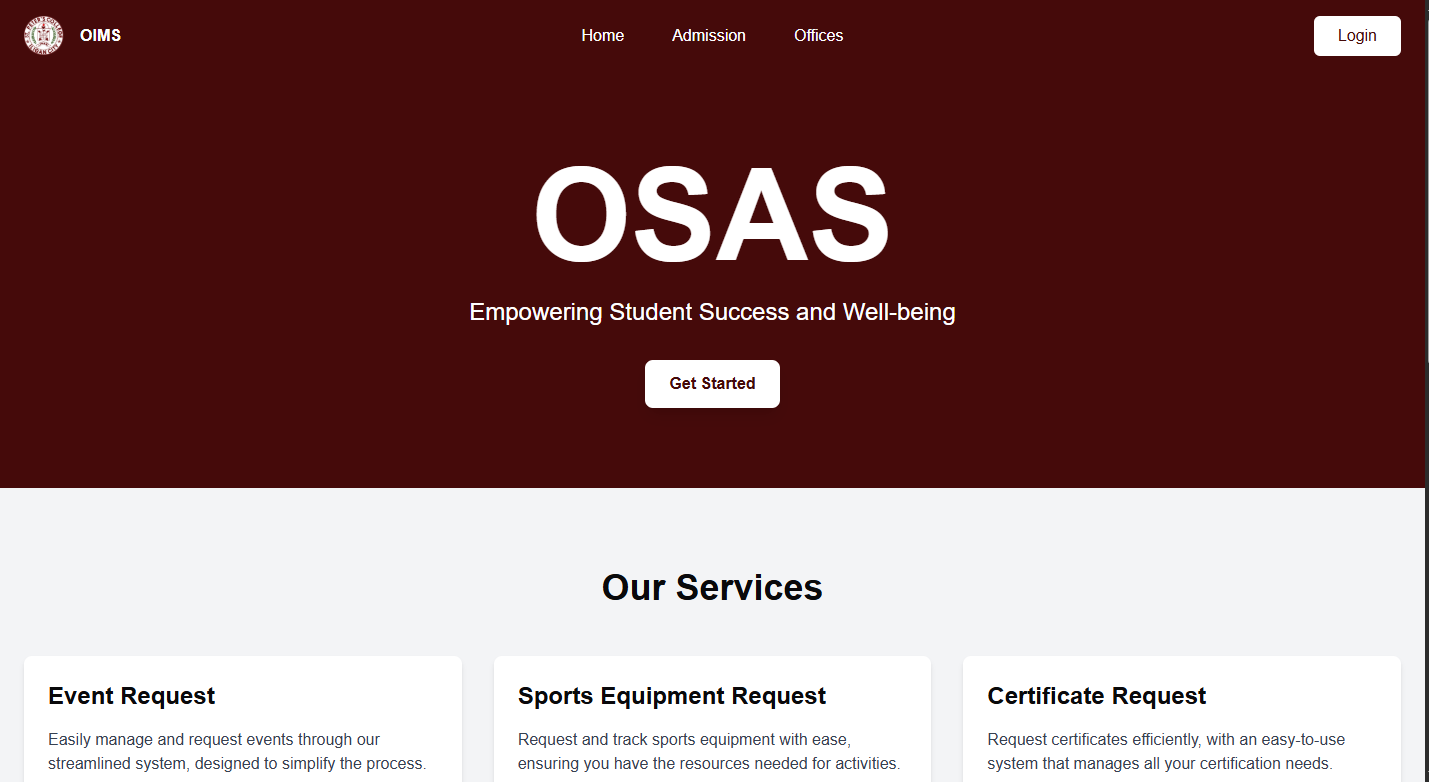 OIMS
Home
Admission
Offices
Login
OSAS
Empowering Student Success and Well-being
Get Started
Our Services
Event Request
Easily manage and request events through our
streamlined system, designed to simplify the process.
Sports Equipment Request
Request and track sports equipment with ease,
ensuring you have the resources needed for activities.
Certificate Request
Request certificates efficiently, with an easy-to-use
system that manages all your certification needs.